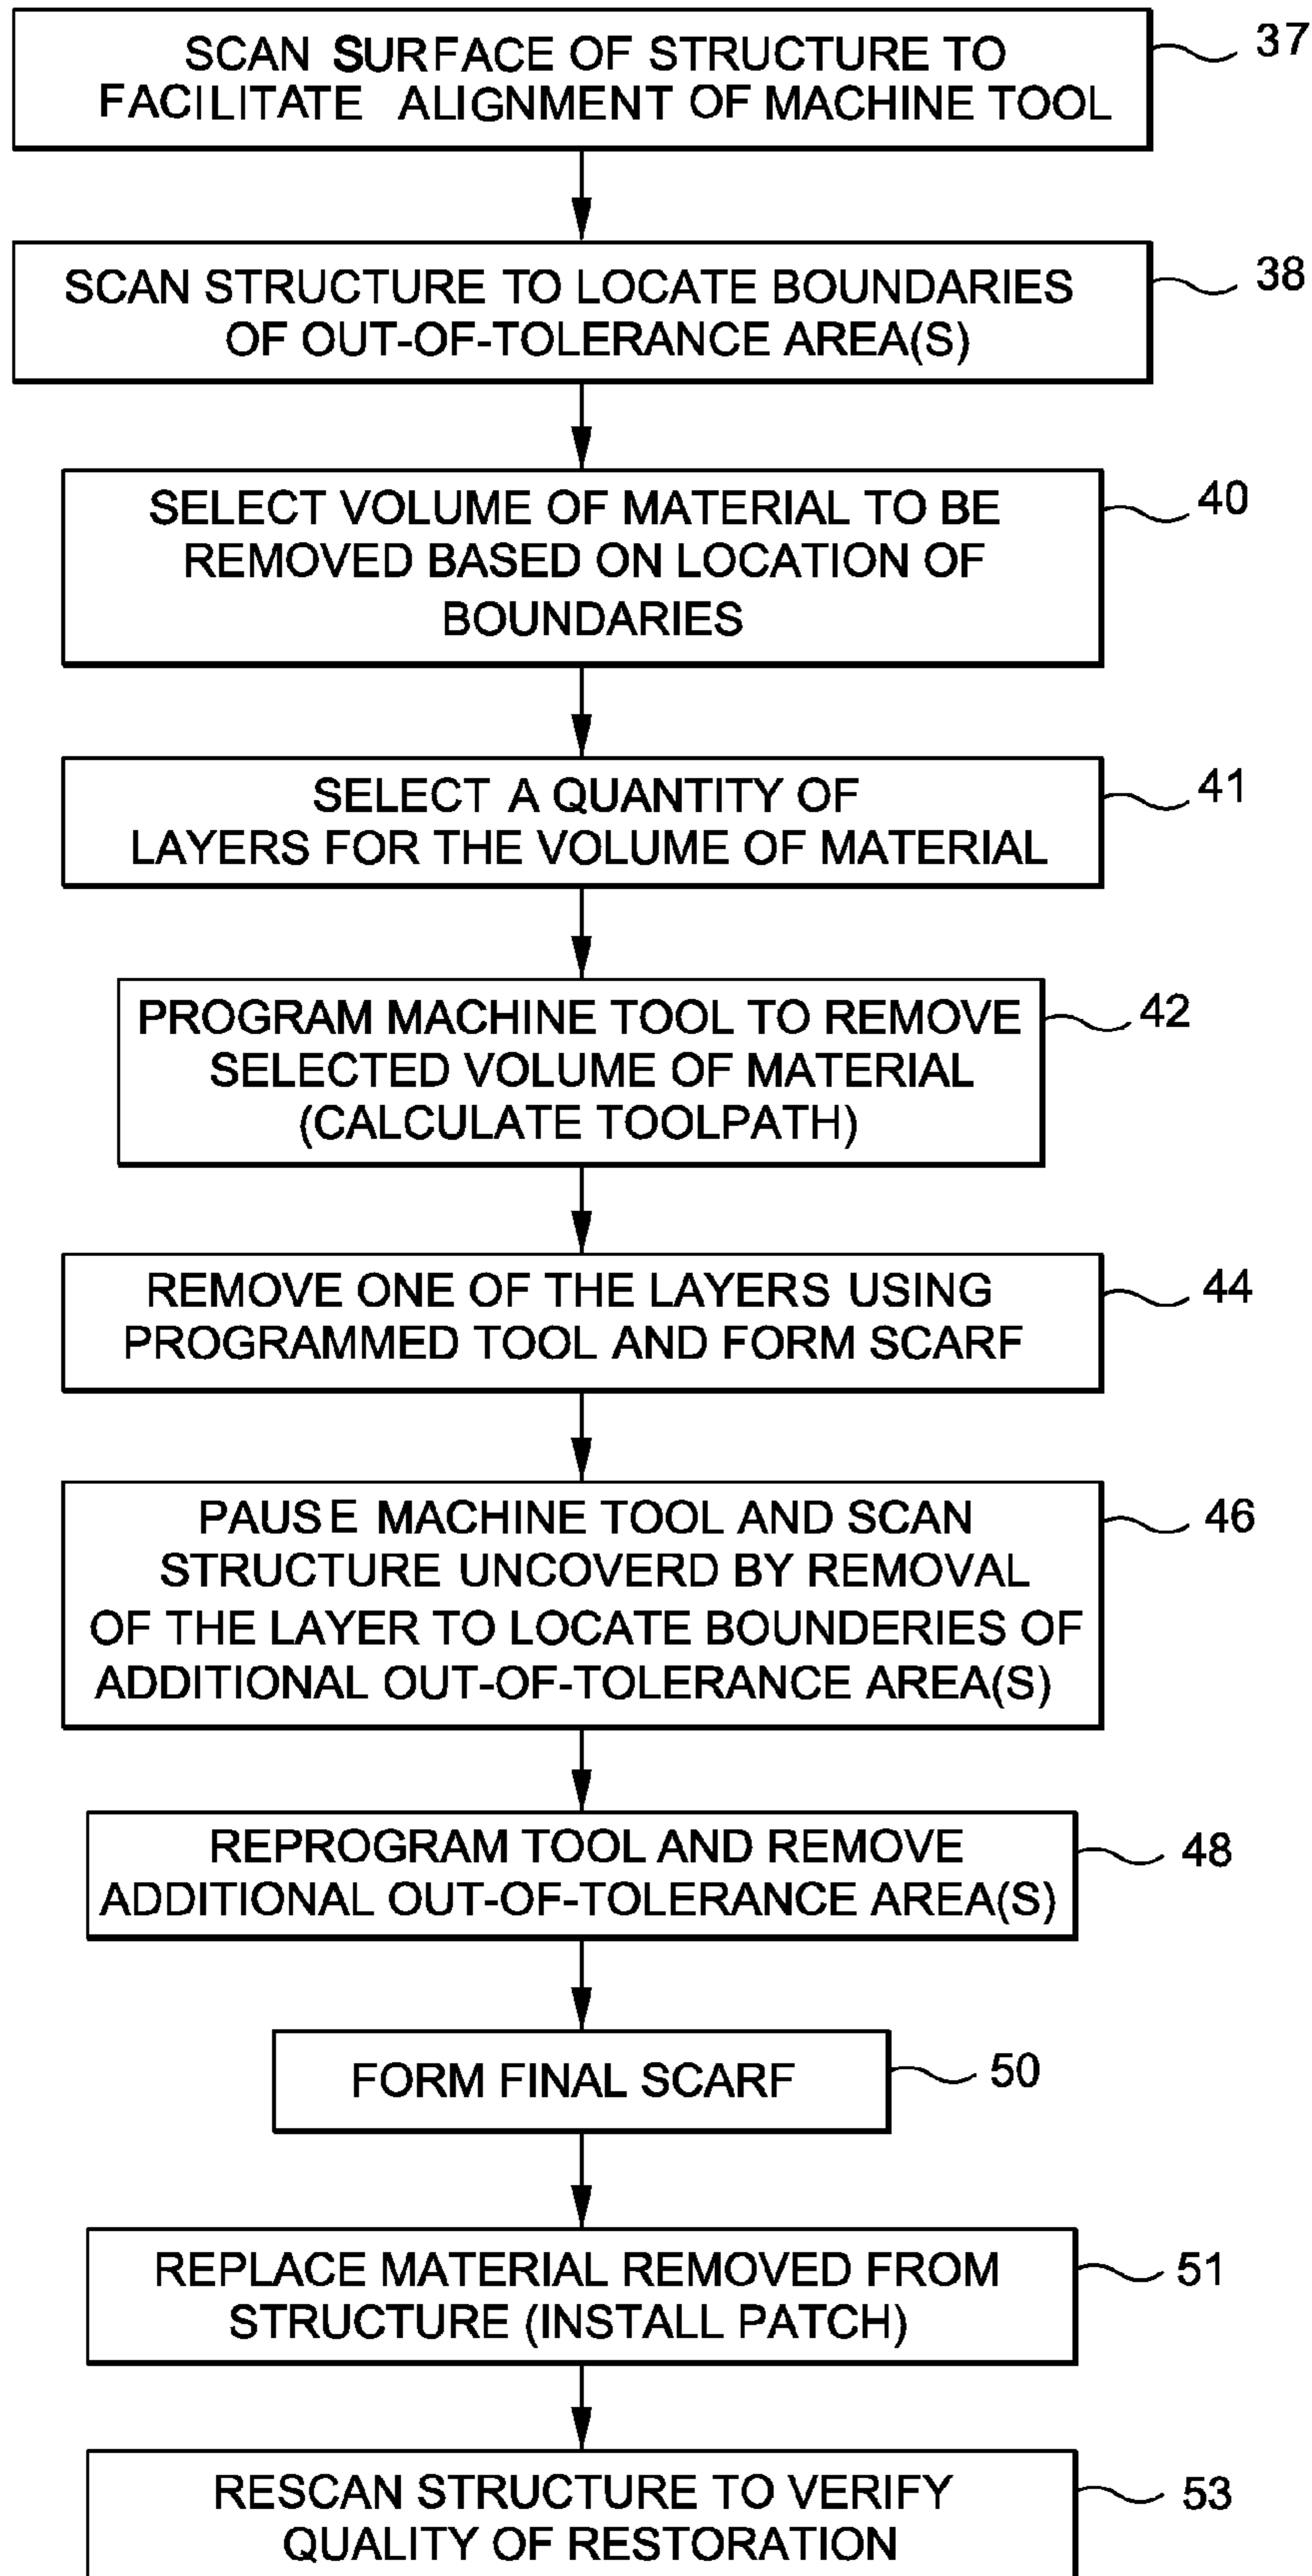 SCAN SURFACE OF STRUCTURE TO
FACILITATE ALIGNMENT OF MACHINE TOOL
37
SCAN STRUCTURE TO LOCATE BOUNDARIES
OF OUT-OF-TOLERANCE AREA(S)
38
SELECT VOLUME OF MATERIAL TO BE
REMOVED BASED ON LOCATION OF
BOUNDARIES
40
SELECT A QUANTITY OF
LAYERS FOR THE VOLUME OF MATERIAL
41
PROGRAM MACHINE TOOL TO REMOVE
SELECTED VOLUME OF MATERIAL
(CALCULATE TOOLPATH)
42
REMOVE ONE OF THE LAYERS USING
PROGRAMMED TOOL AND FORM SCARF
44
PAUSE MACHINE TOOL AND SCAN
STRUCTURE UNCOVERD BY REMOVAL
OF THE LAYER TO LOCATE BOUNDERIES OF
ADDITIONAL OUT-OF-TOLERANCE AREA(S)
46
REPROGRAM TOOL AND REMOVE
ADDITIONAL OUT-OF-TOLERANCE AREA(S)
48
FORM FINAL SCARF
50
REPLACE MATERIAL REMOVED FROM
STRUCTURE (INSTALL PATCH)
51
RESCAN STRUCTURE TO VERIFY
QUALITY OF RESTORATION
53